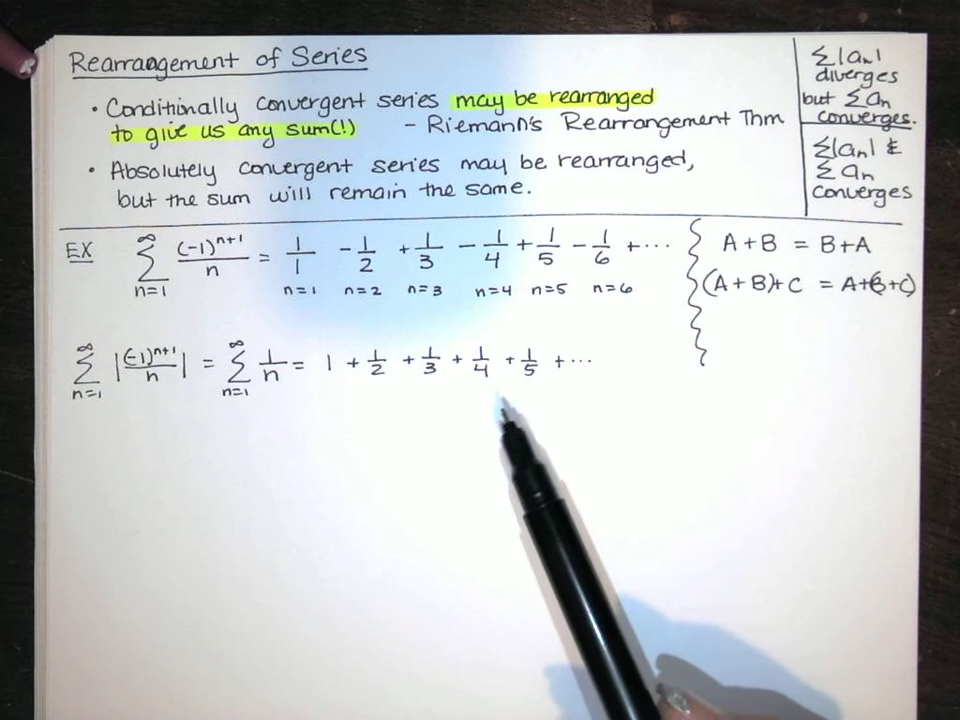 Rearrangement of Series
• Conditionally convergent series may be rearranged
to give us any sum(!) - Riemann's Rearrangement Thm
• Absolutely convergent series may be rearranged,
but the sum will remain the same.
Σ|aₙ|
diverges
but Σaₙ
converges.
Σ|aₙ| &
Σaₙ
converges
EX ∑_{n=1}^{∞} (-1)^{n+1}/n = 1/1 - 1/2 + 1/3 - 1/4 + 1/5 - 1/6 + ...
n=1 n=2 n=3 n=4 n=5 n=6
A+B = B+A
(A+B)+C = A+(B+C)
∑_{n=1}^{∞} |(-1)^{n+1}/n| = ∑_{n=1}^{∞} 1/n = 1 + 1/2 + 1/3 + 1/4 + 1/5 + ...